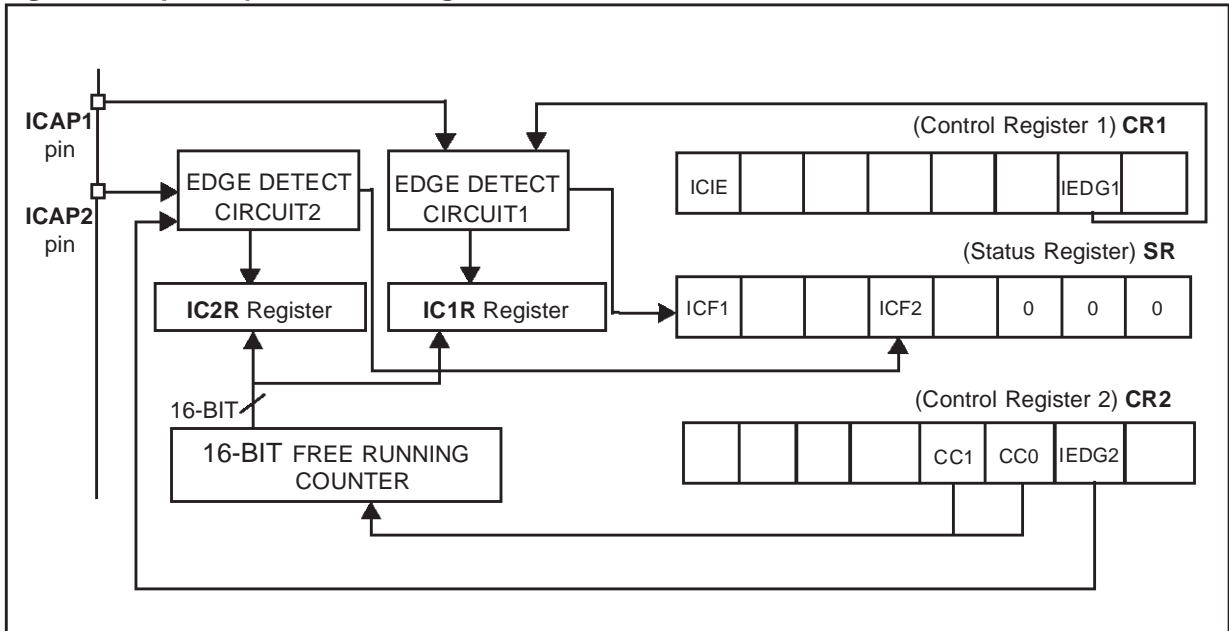 ICAP1
pin
ICAP2
pin
EDGE DETECT
CIRCUIT2
EDGE DETECT
CIRCUIT1
IC2R Register
IC1R Register
16-BIT
16-BIT FREE RUNNING
COUNTER
(Control Register 1) CR1
ICIE
IEDG1
(Status Register) SR
ICF1
ICF2
0
0
0
(Control Register 2) CR2
CC1
CC0
IEDG2